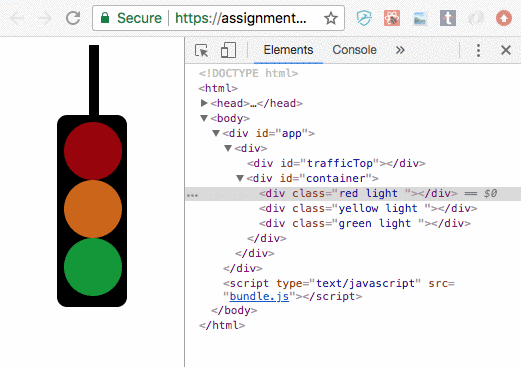 Secure
https://assignment...
Elements
Console
»
<!DOCTYPE html>
<html>
<head>…</head>
<body>
<div id="app">
<div>
<div id="trafficTop"></div>
<div id="container">
… <div class="red light "></div> == $0
<div class="yellow light "></div>
<div class="green light "></div>
</div>
</div>
</div>
<script type="text/javascript" src=
"bundle.js"></script>
</body>
</html>